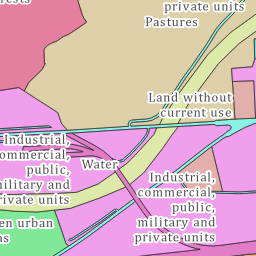 private units
Pastures
Land without
current use
Industrial,
commercial,
public,
military and
private units
Water
Industrial,
commercial,
public,
military and
private units
urban